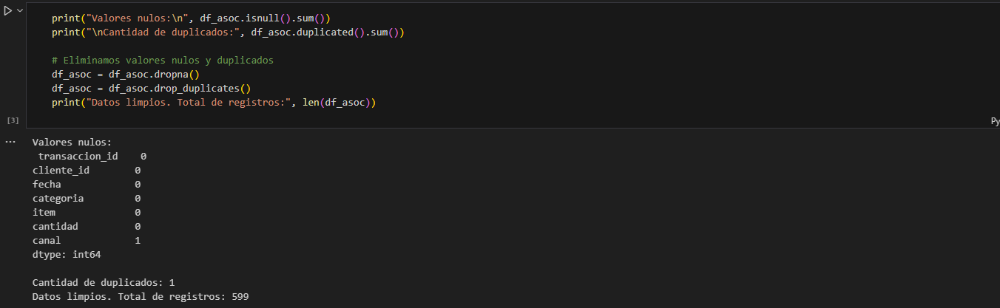 print("Valores nulos:\n", df_asoc.isnull().sum())
print("\nCantidad de duplicados:", df_asoc.duplicated().sum())
# Eliminamos valores nulos y duplicados
df_asoc = df_asoc.dropna()
df_asoc = df_asoc.drop_duplicates()
print("Datos limpios. Total de registros:", len(df_asoc))
[3]
Py
...
Valores nulos:
transaccion_id 0
cliente_id 0
fecha 0
categoria 0
item 0
cantidad 0
canal 1
dtype: int64
Cantidad de duplicados: 1
Datos limpios. Total de registros: 599